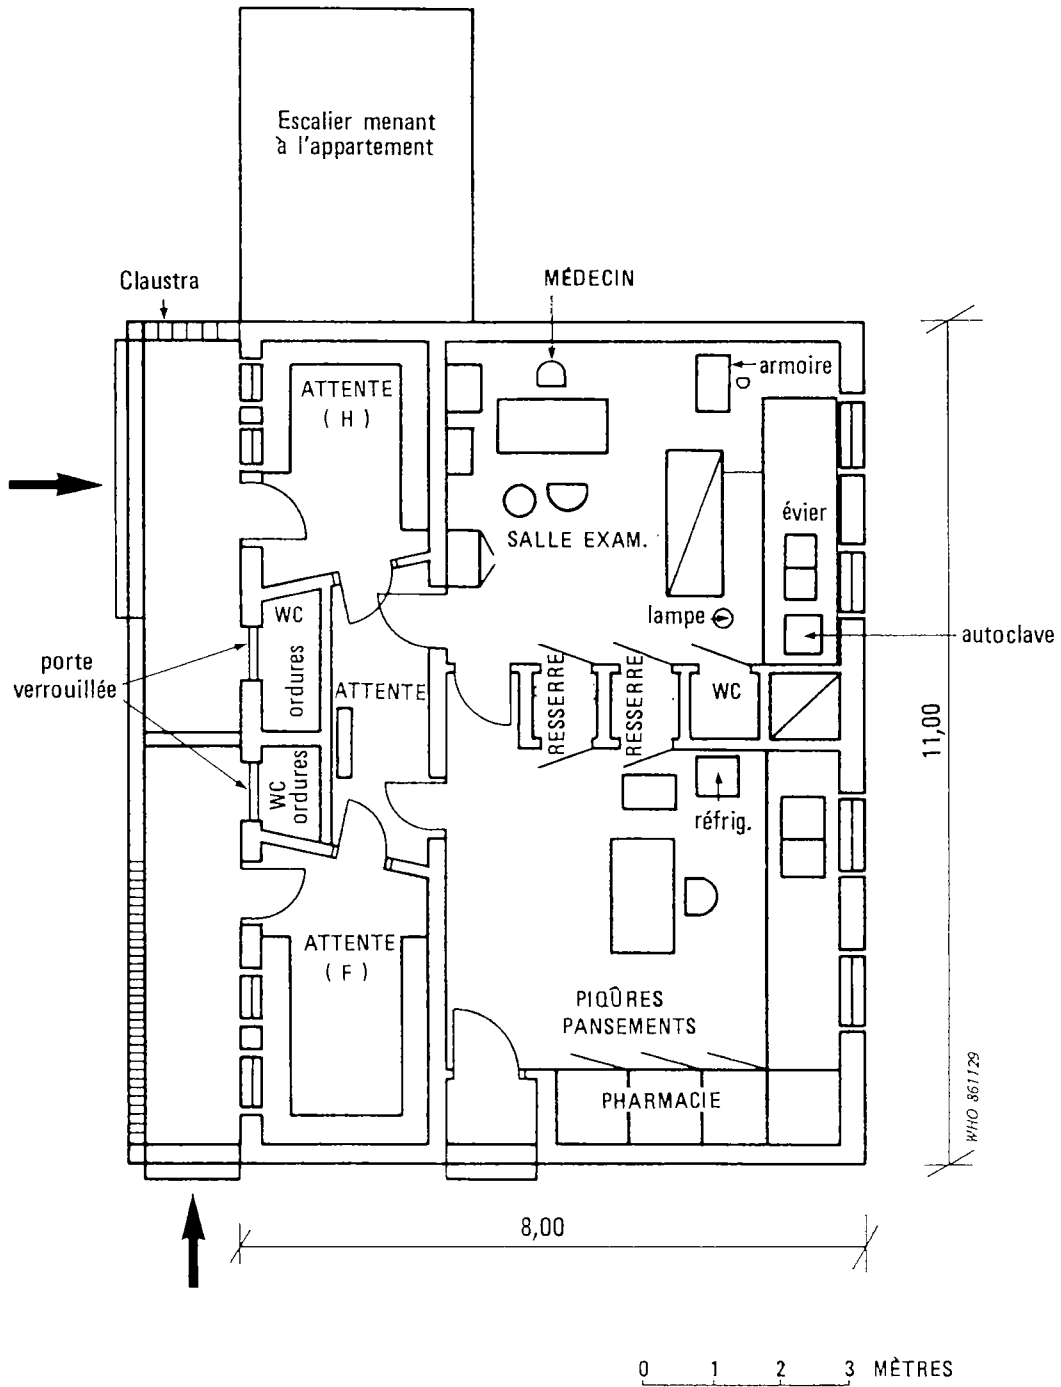 Escalier menant
à l'appartement
Claustra
MÉDECIN
armoire
ATTENTE
( H )
évier
SALLE EXAM.
lampe
autoclave
WC
ordures
porte
verrouillée
ATTENTE
RESSERRE
RESSERRE
WC
11,00
WC
ordures
réfrig.
ATTENTE
( F )
PIQÛRES
PANSEMENTS
PHARMACIE
WHO 861129
8,00
0 1 2 3 MÈTRES